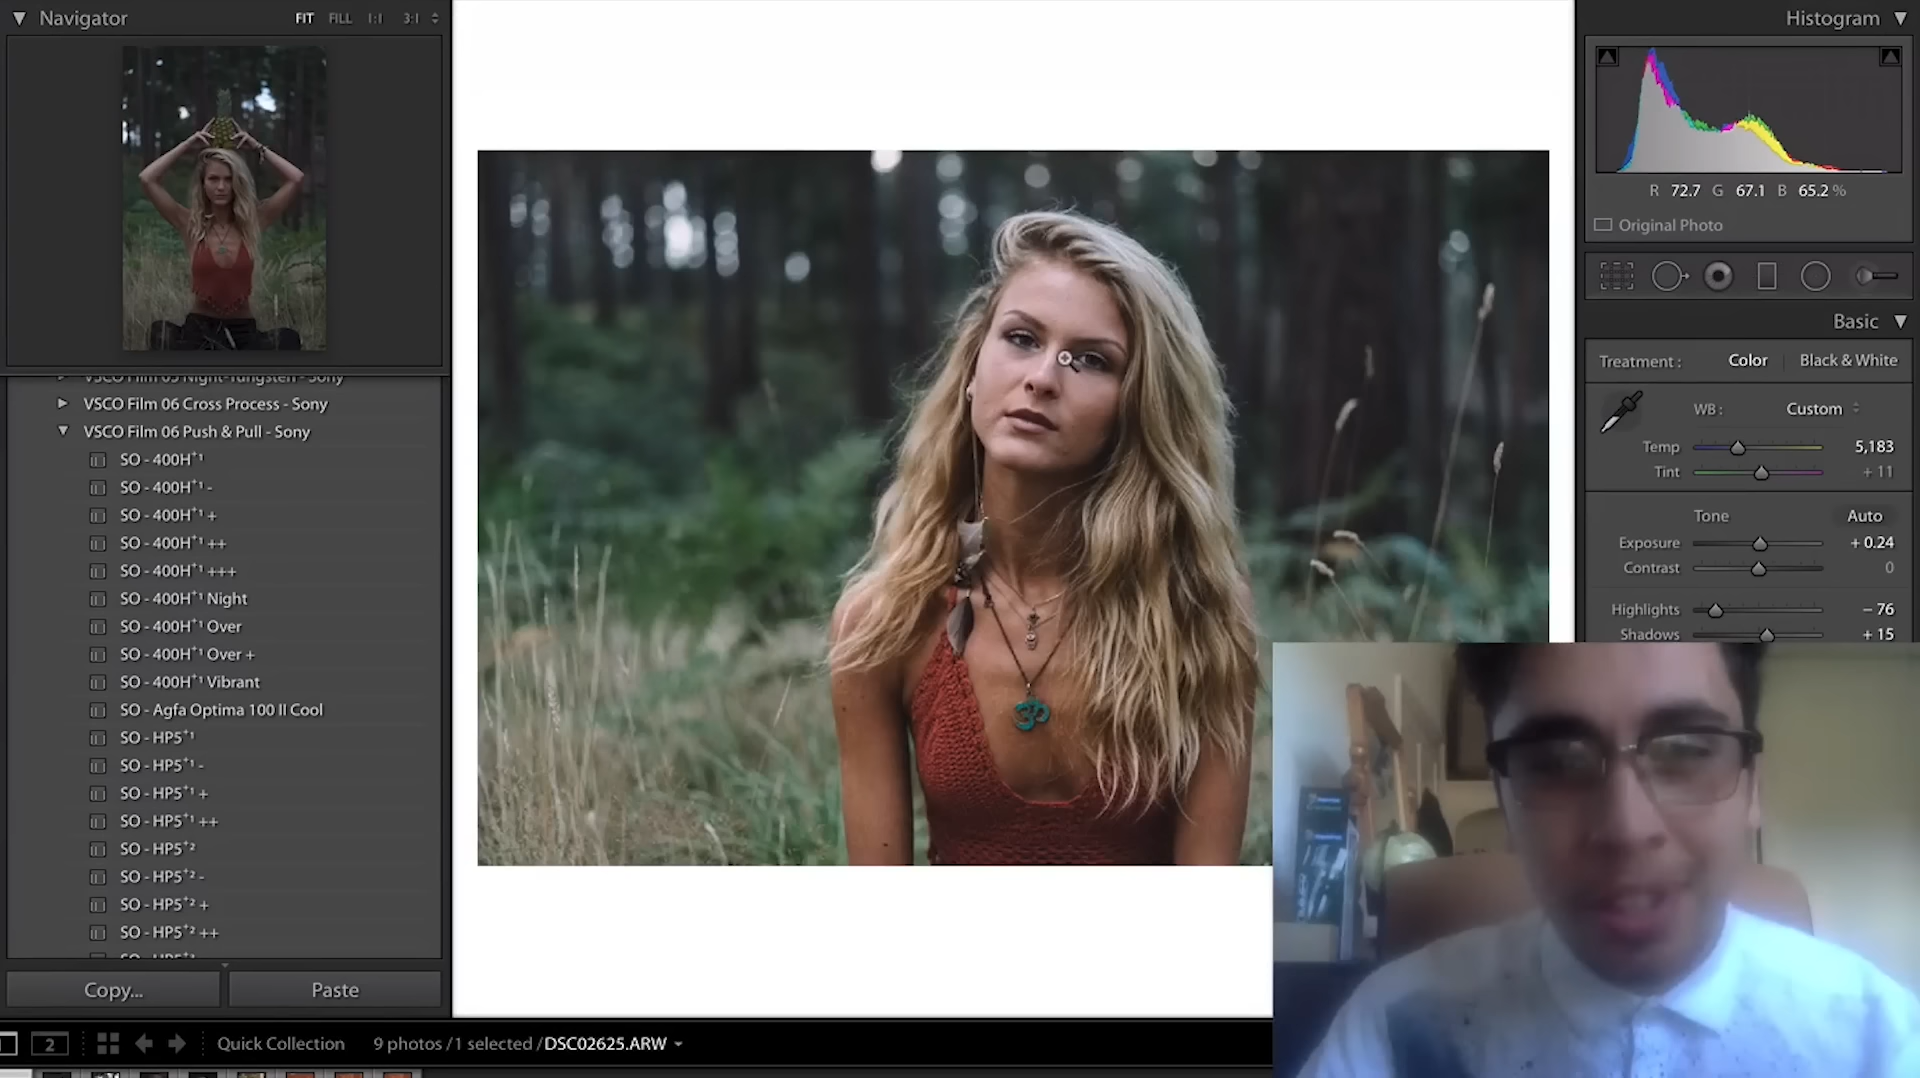 Navigator
FIT FILL 1:1 3:1
VSCO Film 05 Night-Tungsten - Sony
VSCO Film 06 Cross Process - Sony
VSCO Film 06 Push & Pull - Sony
SO - 400H⁺¹
SO - 400H⁺¹ -
SO - 400H⁺¹ +
SO - 400H⁺¹ ++
SO - 400H⁺¹ +++
SO - 400H⁺¹ Night
SO - 400H⁺¹ Over
SO - 400H⁺¹ Over +
SO - 400H⁺¹ Vibrant
SO - Agfa Optima 100 II Cool
SO - HP5⁺¹
SO - HP5⁺¹ -
SO - HP5⁺¹ +
SO - HP5⁺¹ ++
SO - HP5⁺²
SO - HP5⁺² -
SO - HP5⁺² +
SO - HP5⁺² ++
Copy...
Paste
2
Quick Collection
9 photos / 1 selected / DSC02625.ARW
Histogram
R 72.7 G 67.1 B 65.2 %
Original Photo
Basic
Treatment : Color Black & White
WB : Custom
Temp 5,183
Tint + 11
Tone Auto
Exposure + 0.24
Contrast 0
Highlights - 76
Shadows + 15